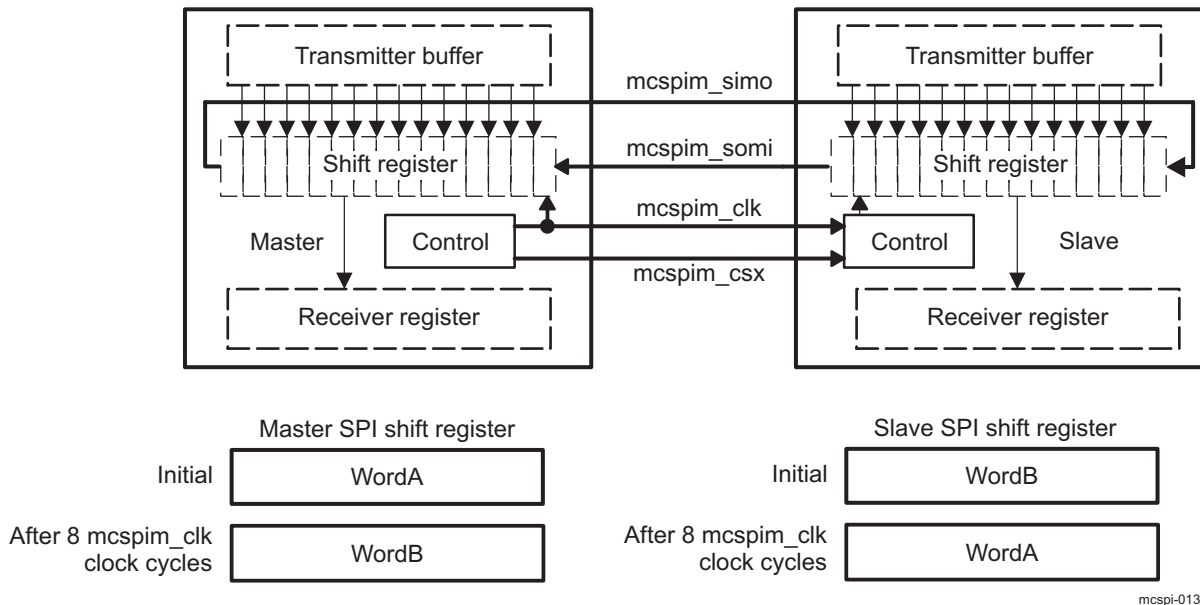 Transmitter buffer
Transmitter buffer
mcspim_simo
Shift register
mcspim_somi
Shift register
mcspim_clk
Master
Control
Control
Slave
mcspim_csx
Receiver register
Receiver register
Master SPI shift register
Slave SPI shift register
Initial
WordA
Initial
WordB
After 8 mcspim_clk
clock cycles
WordB
After 8 mcspim_clk
clock cycles
WordA
mcspi-013